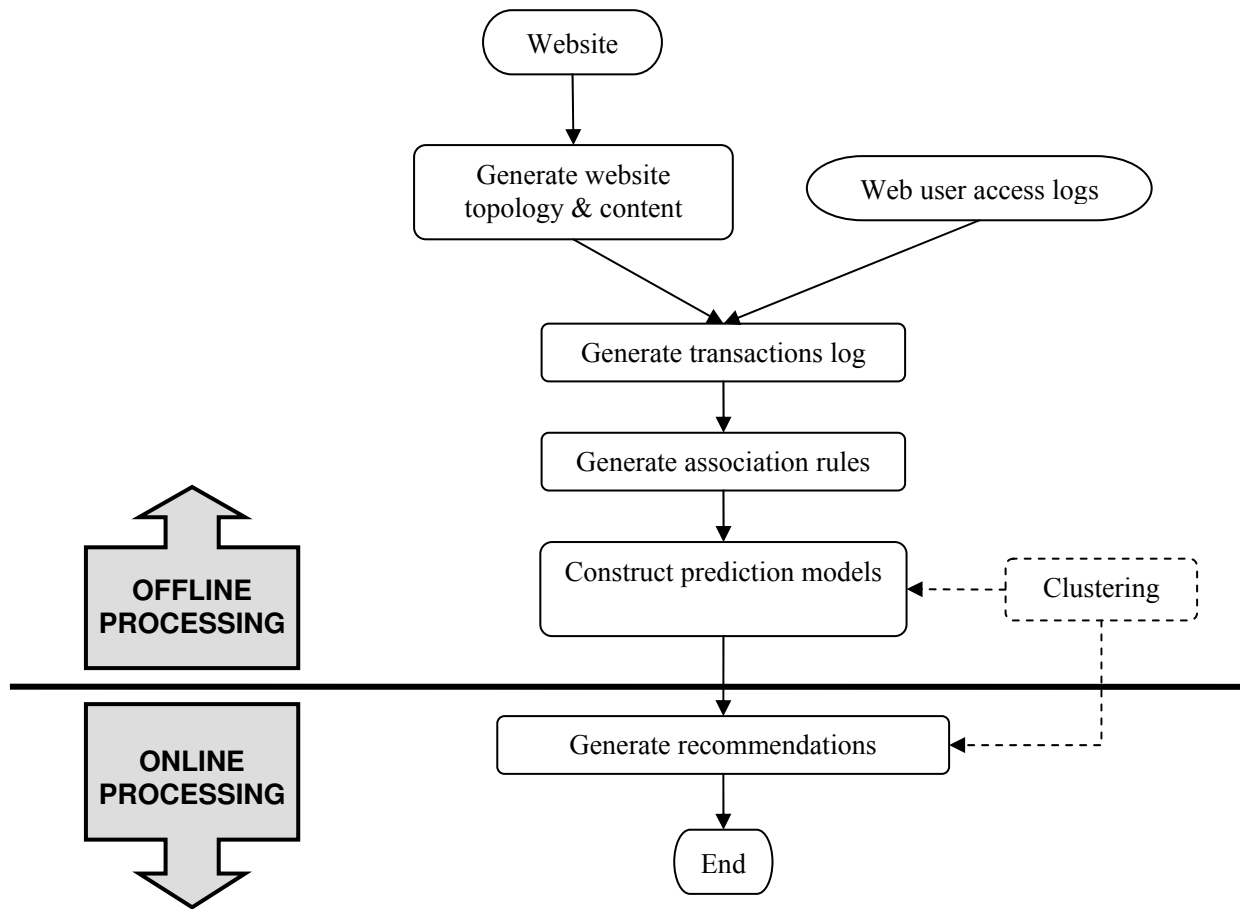 Website
Generate website
topology & content
Web user access logs
Generate transactions log
Generate association rules
Construct prediction models
Clustering
OFFLINE
PROCESSING
Generate recommendations
ONLINE
PROCESSING
End